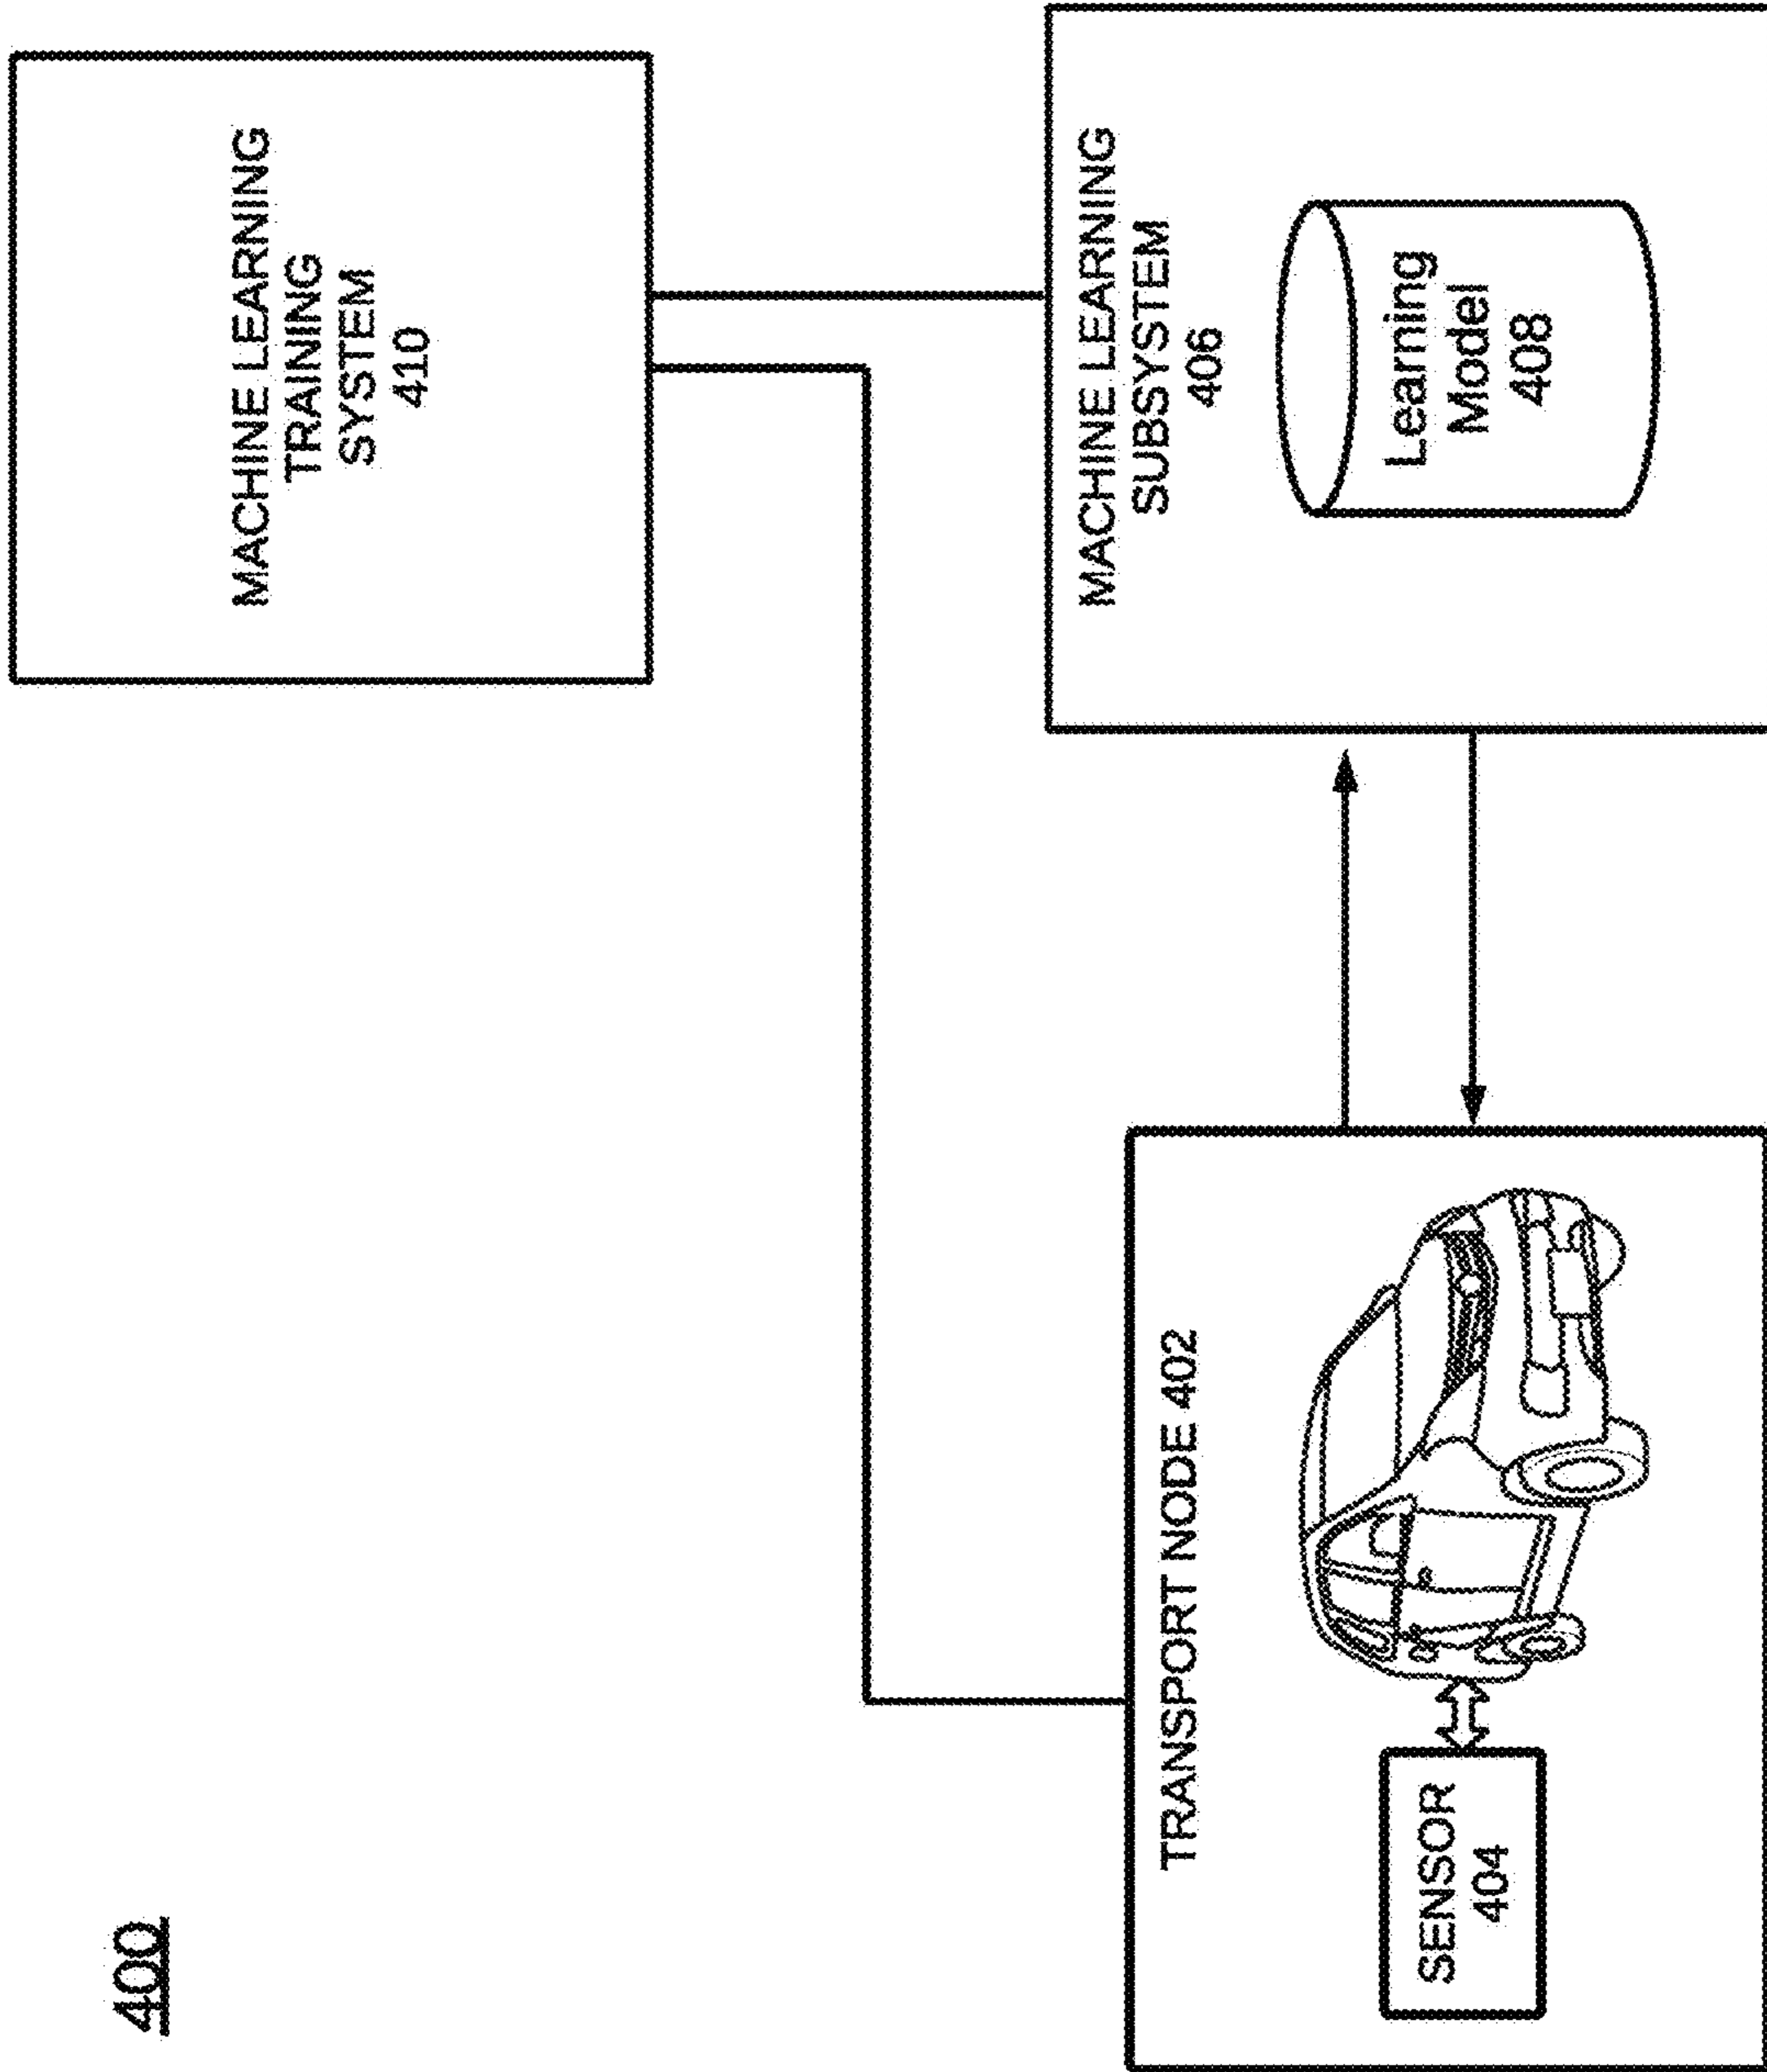 400
MACHINE LEARNING
TRAINING
SYSTEM
410
TRANSPORT NODE 402
SENSOR
404
MACHINE LEARNING
SUBSYSTEM
406
Learning
Model
408